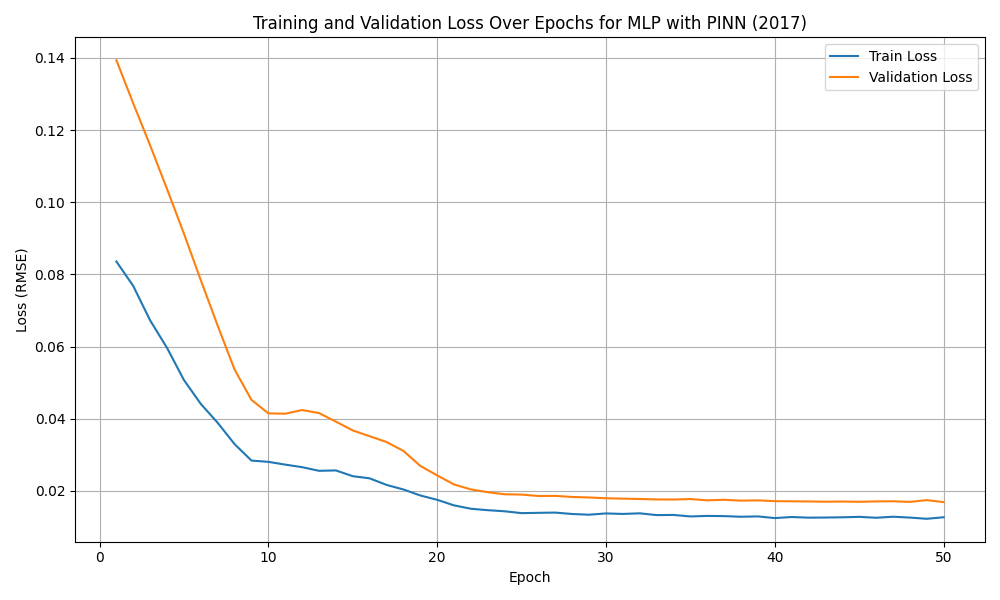 Training and Validation Loss Over Epochs for MLP with PINN (2017)
Train Loss
Validation Loss
Loss (RMSE)
0.14
0.12
0.10
0.08
0.06
0.04
0.02
0 10 20 30 40 50
Epoch